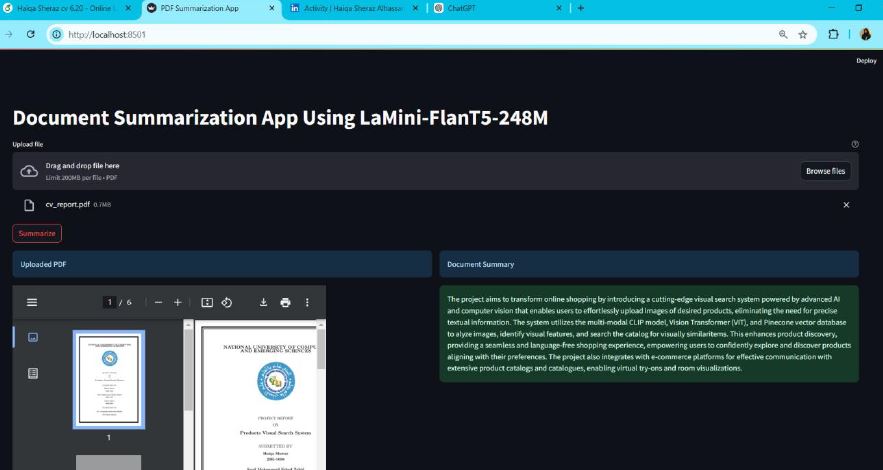 Haiqa Sheraz cv 6.20 - Online L
PDF Summarization App
Activity | Haiqa Sheraz Alhassan
ChatGPT
http://localhost:8501
Deploy
Document Summarization App Using LaMini-FlanT5-248M
Upload file
Drag and drop file here
Limit 200MB per file • PDF
Browse files
cv_report.pdf 0.7MB
Summarize
Uploaded PDF
Document Summary
1 / 6
The project aims to transform online shopping by introducing a cutting-edge visual search system powered by advanced AI
and computer vision that enables users to effortlessly upload images of desired products, eliminating the need for precise
textual information. The system utilizes the multi-modal CLIP model, Vision Transformer (ViT), and Pinecone vector database
to alyze images, identify visual features, and search the catalog for visually similaritems. This enhances product discovery,
providing a seamless and language-free shopping experience, empowering users to confidently explore and discover products
aligning with their preferences. The project also integrates with e-commerce platforms for effective communication with
extensive product catalogs and catalogues, enabling virtual try-ons and room visualizations.
1
NATIONAL UNIVERSITY OF COMPU
AND EMERGING SCIENCES
PROJECT REPORT
ON
Products Visual Search System
SUBMITTED BY